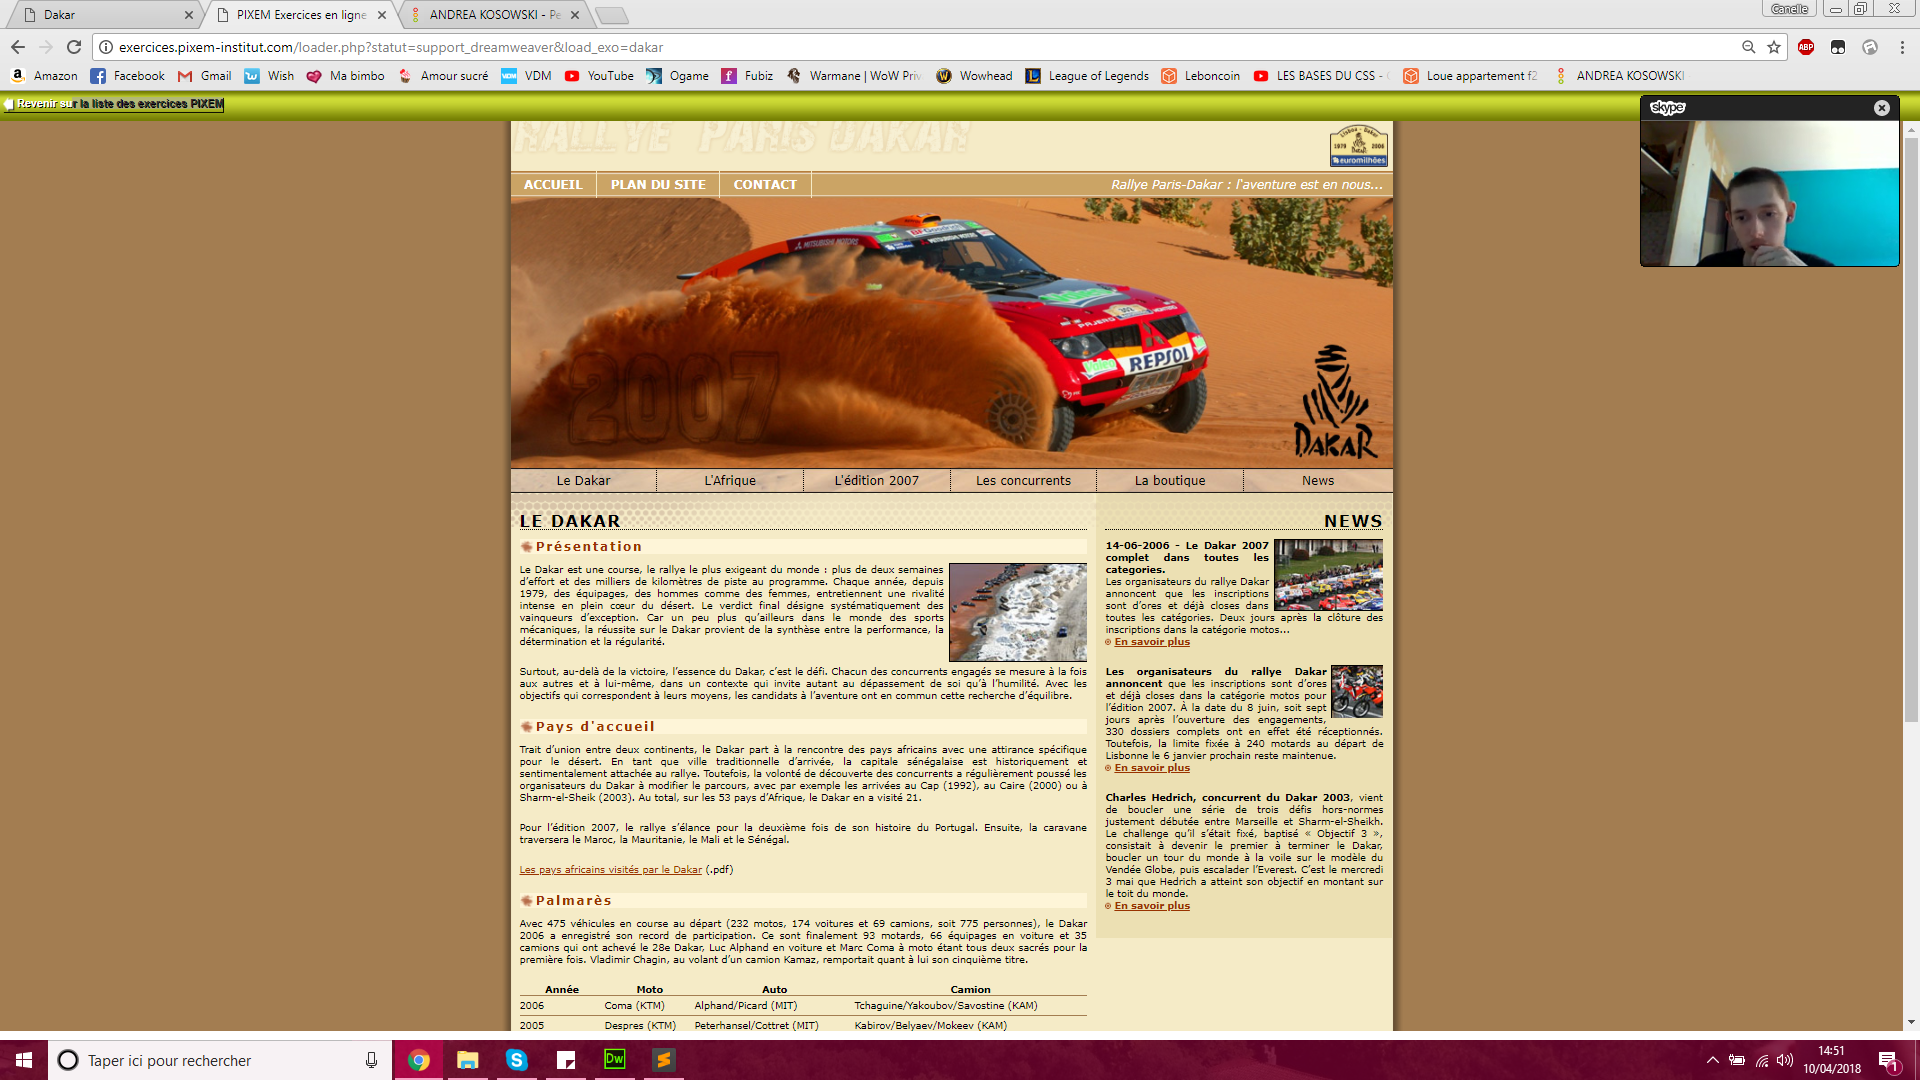 Dakar
PIXEM Exercices en ligne
ANDREA KOSOWSKI - Pe
Canelle
exercices.pixem-institut.com/loader.php?statut=support_dreamweaver&load_exo=dakar
ABP
Amazon
Facebook
Gmail
Wish
Ma bimbo
Amour sucré
VDM
YouTube
Ogame
Fubiz
Warmane | WoW Priv
Wowhead
League of Legends
Leboncoin
LES BASES DU CSS -
Loue appartement f2
ANDREA KOSOWSKI
Revenir sur la liste des exercices PIXEM
skype
RALLYE PARIS DAKAR
Lisboa - Dakar
1979 2006
euromilhões
ACCUEIL
PLAN DU SITE
CONTACT
Rallye Paris-Dakar : l'aventure est en nous...
MITSUBISHI MOTORS
Valeo
PAJERO
REPSOL
Valeo
2007
DAKAR
Le Dakar
L'Afrique
L'édition 2007
Les concurrents
La boutique
News
LE DAKAR
Présentation
Le Dakar est une course, le rallye le plus exigeant du monde : plus de deux semaines
d’effort et des milliers de kilomètres de piste au programme. Chaque année, depuis
1979, des équipages, des hommes comme des femmes, entretiennent une rivalité
intense en plein cœur du désert. Le verdict final désigne systématiquement des
vainqueurs d’exception. Car un peu plus qu’ailleurs dans le monde des sports
mécaniques, la réussite sur le Dakar provient de la synthèse entre la performance, la
détermination et la régularité.
Surtout, au-delà de la victoire, l’essence du Dakar, c’est le défi. Chacun des concurrents engagés se mesure à la fois
aux autres et à lui-même, dans un contexte qui invite autant au dépassement de soi qu’à l’humilité. Avec les
objectifs qui correspondent à leurs moyens, les candidats à l’aventure ont en commun cette recherche d’équilibre.
Pays d'accueil
Trait d’union entre deux continents, le Dakar part à la rencontre des pays africains avec une attirance spécifique
pour le désert. En tant que ville traditionnelle d’arrivée, la capitale sénégalaise est historiquement et
sentimentalement attachée au rallye. Toutefois, la volonté de découverte des concurrents a régulièrement poussé les
organisateurs du Dakar à modifier le parcours, avec par exemple les arrivées au Cap (1992), au Caire (2000) ou à
Sharm-el-Sheik (2003). Au total, sur les 53 pays d’Afrique, le Dakar en a visité 21.
Pour l’édition 2007, le rallye s’élance pour la deuxième fois de son histoire du Portugal. Ensuite, la caravane
traversera le Maroc, la Mauritanie, le Mali et le Sénégal.
Les pays africains visités par le Dakar (.pdf)
Palmarès
Avec 475 véhicules en course au départ (232 motos, 174 voitures et 69 camions, soit 775 personnes), le Dakar
2006 a enregistré son record de participation. Ce sont finalement 93 motards, 66 équipages en voiture et 35
camions qui ont achevé le 28e Dakar, Luc Alphand en voiture et Marc Coma à moto étant tous deux sacrés pour la
première fois. Vladimir Chagin, au volant d’un camion Kamaz, remportait quant à lui son cinquième titre.
Année Moto Auto Camion
2006 Coma (KTM) Alphand/Picard (MIT) Tchaguine/Yakoubov/Savostine (KAM)
2005 Despres (KTM) Peterhansel/Cottret (MIT) Kabirov/Belyaev/Mokeev (KAM)
NEWS
14-06-2006 - Le Dakar 2007
complet dans toutes les
categories.
Les organisateurs du rallye Dakar
annoncent que les inscriptions
sont d’ores et déjà closes dans
toutes les catégories. Deux jours après la clôture des
inscriptions dans la catégorie motos...
En savoir plus
Les organisateurs du rallye Dakar
annoncent que les inscriptions sont d’ores
et déjà closes dans la catégorie motos pour
l’édition 2007. À la date du 8 juin, soit sept
jours après l’ouverture des engagements,
330 dossiers complets ont en effet été réceptionnés.
Toutefois, la limite fixée à 240 motards au départ de
Lisbonne le 6 janvier prochain reste maintenue.
En savoir plus
Charles Hedrich, concurrent du Dakar 2003, vient
de boucler une série de trois défis hors-normes
justement débutée entre Marseille et Sharm-el-Sheikh.
Le challenge qu’il s’était fixé, baptisé « Objectif 3 »,
consistait à devenir le premier à terminer le Dakar,
boucler un tour du monde à la voile sur le modèle du
Vendée Globe, puis escalader l’Everest. C’est le mercredi
3 mai que Hedrich a atteint son objectif en montant sur
le toit du monde.
En savoir plus
Taper ici pour rechercher
Dw
14:51
10/04/2018
1